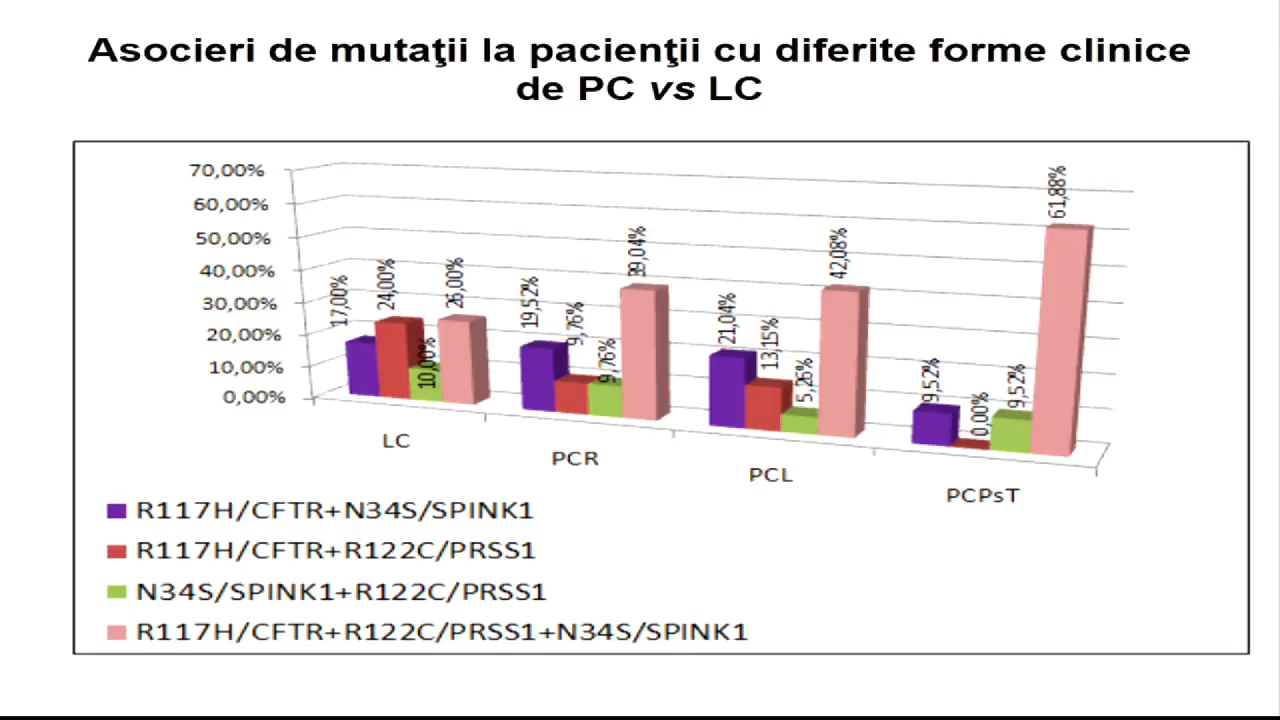 Asocieri de mutaţii la pacienţii cu diferite forme clinice
de PC vs LC
70,00%
60,00%
50,00%
40,00%
30,00%
20,00%
10,00%
0,00%
17,00%
24,00%
10,00%
26,00%
19,52%
9,76%
9,76%
39,04%
21,04%
13,15%
5,26%
42,08%
9,52%
0,00%
9,52%
61,88%
LC
PCR
PCL
PCPsT
R117H/CFTR+N34S/SPINK1
R117H/CFTR+R122C/PRSS1
N34S/SPINK1+R122C/PRSS1
R117H/CFTR+R122C/PRSS1+N34S/SPINK1